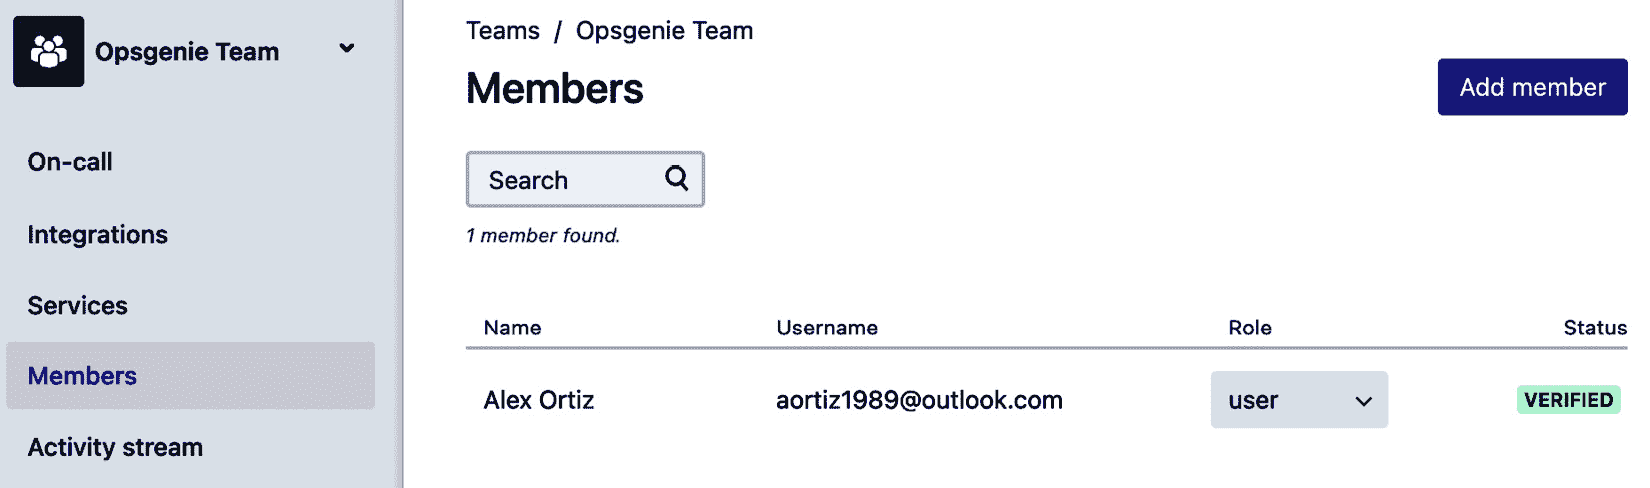 Opsgenie Team
On-call
Integrations
Services
Members
Activity stream
Teams / Opsgenie Team
Members
Add member
Search
1 member found.
Name Username Role Status
Alex Ortiz aortiz1989@outlook.com user VERIFIED